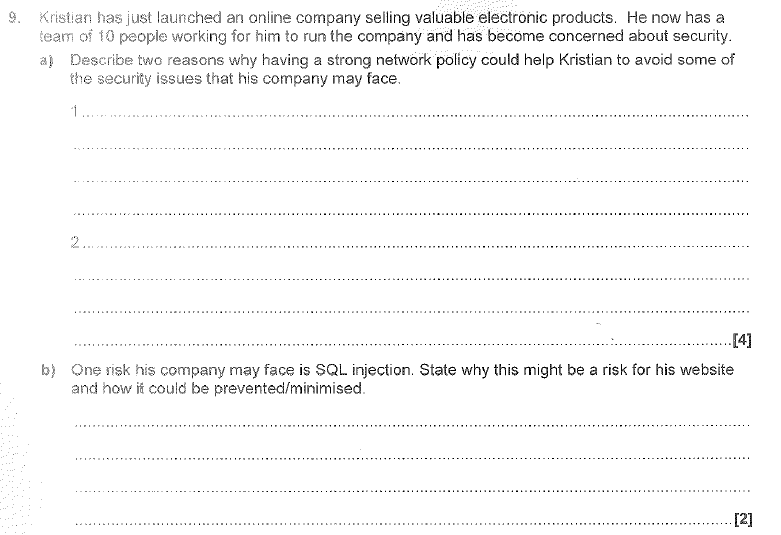 9. Kristian has just launched an online company selling valuable electronic products. He now has a
team of 10 people working for him to run the company and has become concerned about security.
a) Describe two reasons why having a strong network policy could help Kristian to avoid some of
the security issues that his company may face.
1
2
[4]
b) One risk his company may face is SQL injection. State why this might be a risk for his website
and how it could be prevented/minimised.
[2]